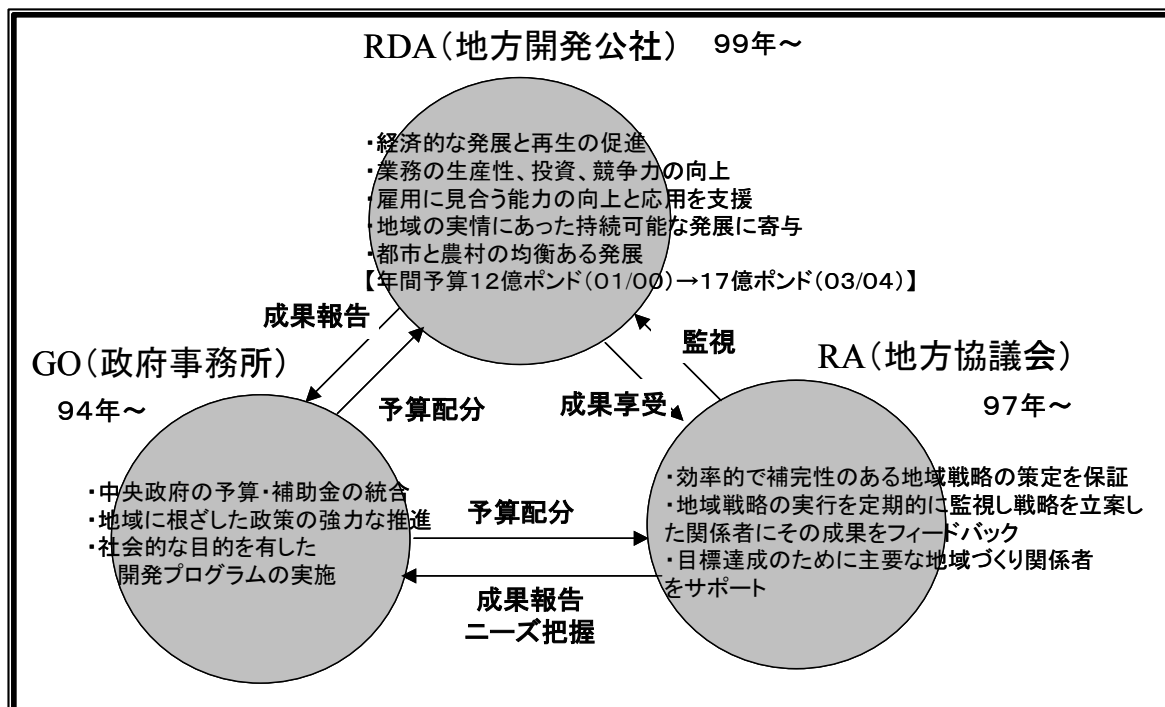 RDA（地方開発公社） 99年～
・経済的な発展と再生の促進
・業務の生産性、投資、競争力の向上
・雇用に見合う能力の向上と応用を支援
・地域の実情にあった持続可能な発展に寄与
・都市と農村の均衡ある発展
【年間予算１２億ポンド（０１/００）→１７億ポンド（０３/０４）】
成果報告
監視
GO（政府事務所）
RA（地方協議会）
９４年～
予算配分
成果享受
９７年～
・中央政府の予算・補助金の統合
・地域に根ざした政策の強力な推進
・社会的な目的を有した
開発プログラムの実施
予算配分
・効率的で補完性のある地域戦略の策定を保証
・地域戦略の実行を定期的に監視し戦略を立案し
た関係者にその成果をフィードバック
・目標達成のために主要な地域づくり関係者
をサポート
成果報告
ニーズ把握